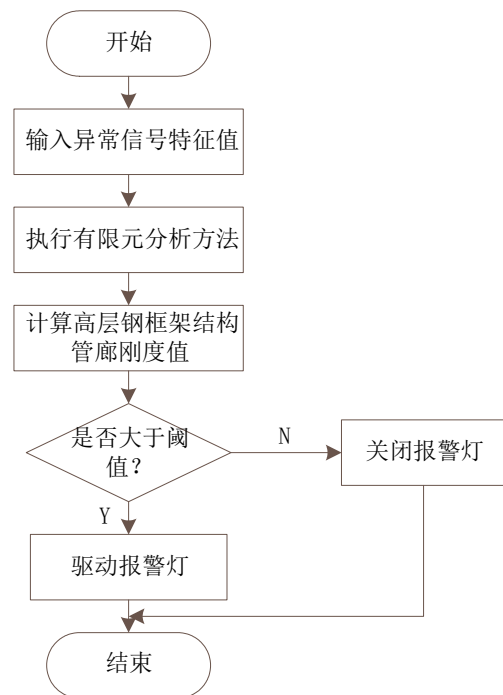 开始
输入异常信号特征值
执行有限元分析方法
计算高层钢框架结构
管廊刚度值
是否大于阈
值？
N
关闭报警灯
Y
驱动报警灯
结束